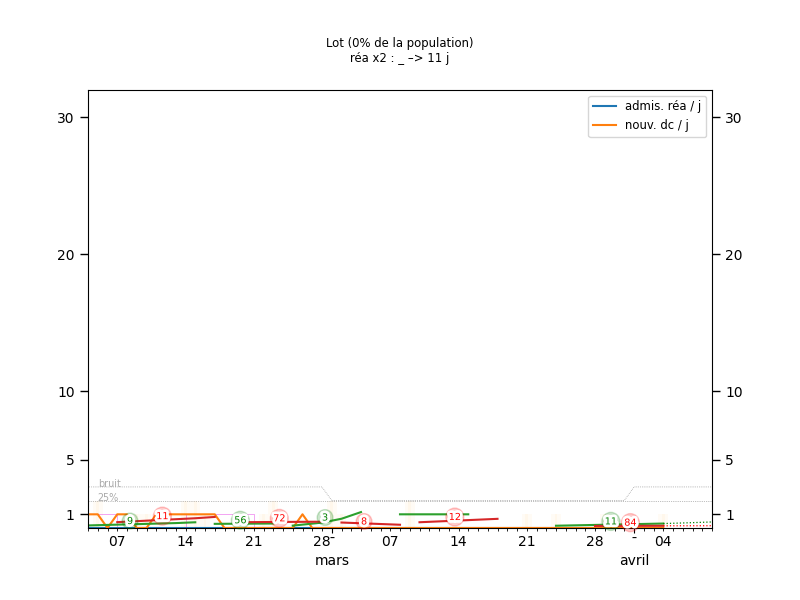 Lot (0% de la population)
réa x2 : _ –> 11 j
admis. réa / j
nouv. dc / j
30 30
20 20
10 10
5 5
bruit
25%
1 1
9 11 56 72 3 8 12 11 84
07 14 21 28 - 07 14 21 28 - 04
mars avril